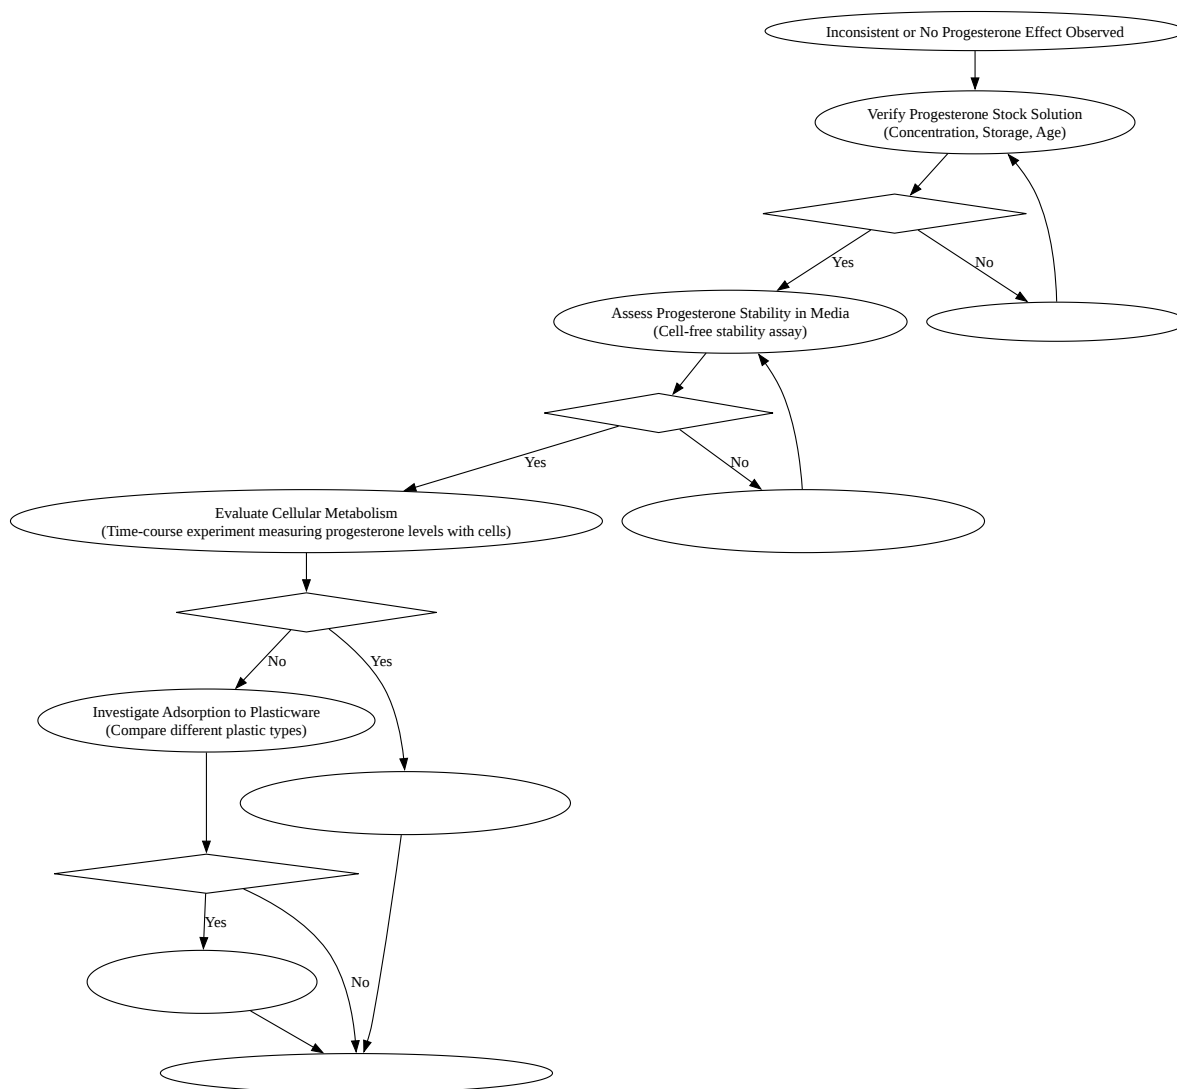 Inconsistent or No Progesterone Effect Observed
Verify Progesterone Stock Solution
(Concentration, Storage, Age)
Yes
No
Assess Progesterone Stability in Media
(Cell-free stability assay)
Yes
No
Evaluate Cellular Metabolism
(Time-course experiment measuring progesterone levels with cells)
No
Yes
Investigate Adsorption to Plasticware
(Compare different plastic types)
Yes
No